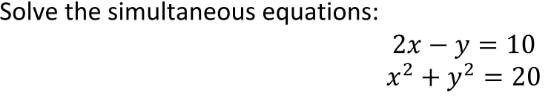 Solve the simultaneous equations:
2x − y = 10
x² + y² = 20